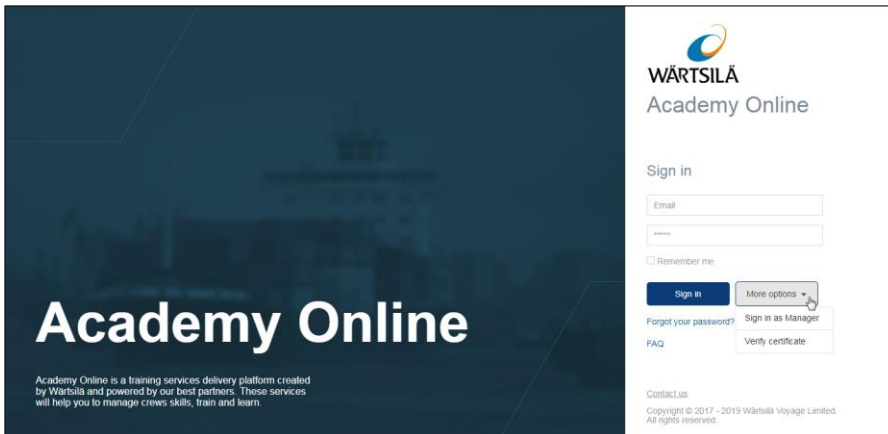 Academy Online
Academy Online is a training services delivery platform created
by Wärtsilä and powered by our best partners. These services
will help you to manage crews skills, train and learn.
WÄRTSILÄ
Academy Online
Sign in
Email
*****
Remember me
Sign in
More options
Forgot your password?
Sign in as Manager
FAQ
Verify certificate
Contact us
Copyright © 2017 - 2019 Wärtsilä Voyage Limited.
All rights reserved.